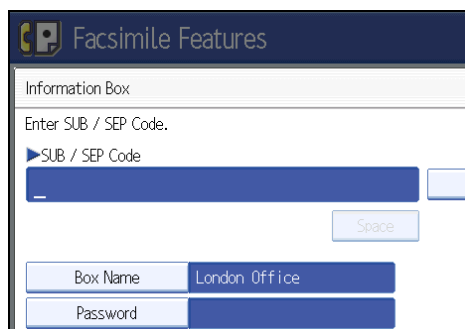 Facsimile Features
Information Box
Enter SUB / SEP Code.
▶SUB / SEP Code
_
Space
Box Name London Office
Password